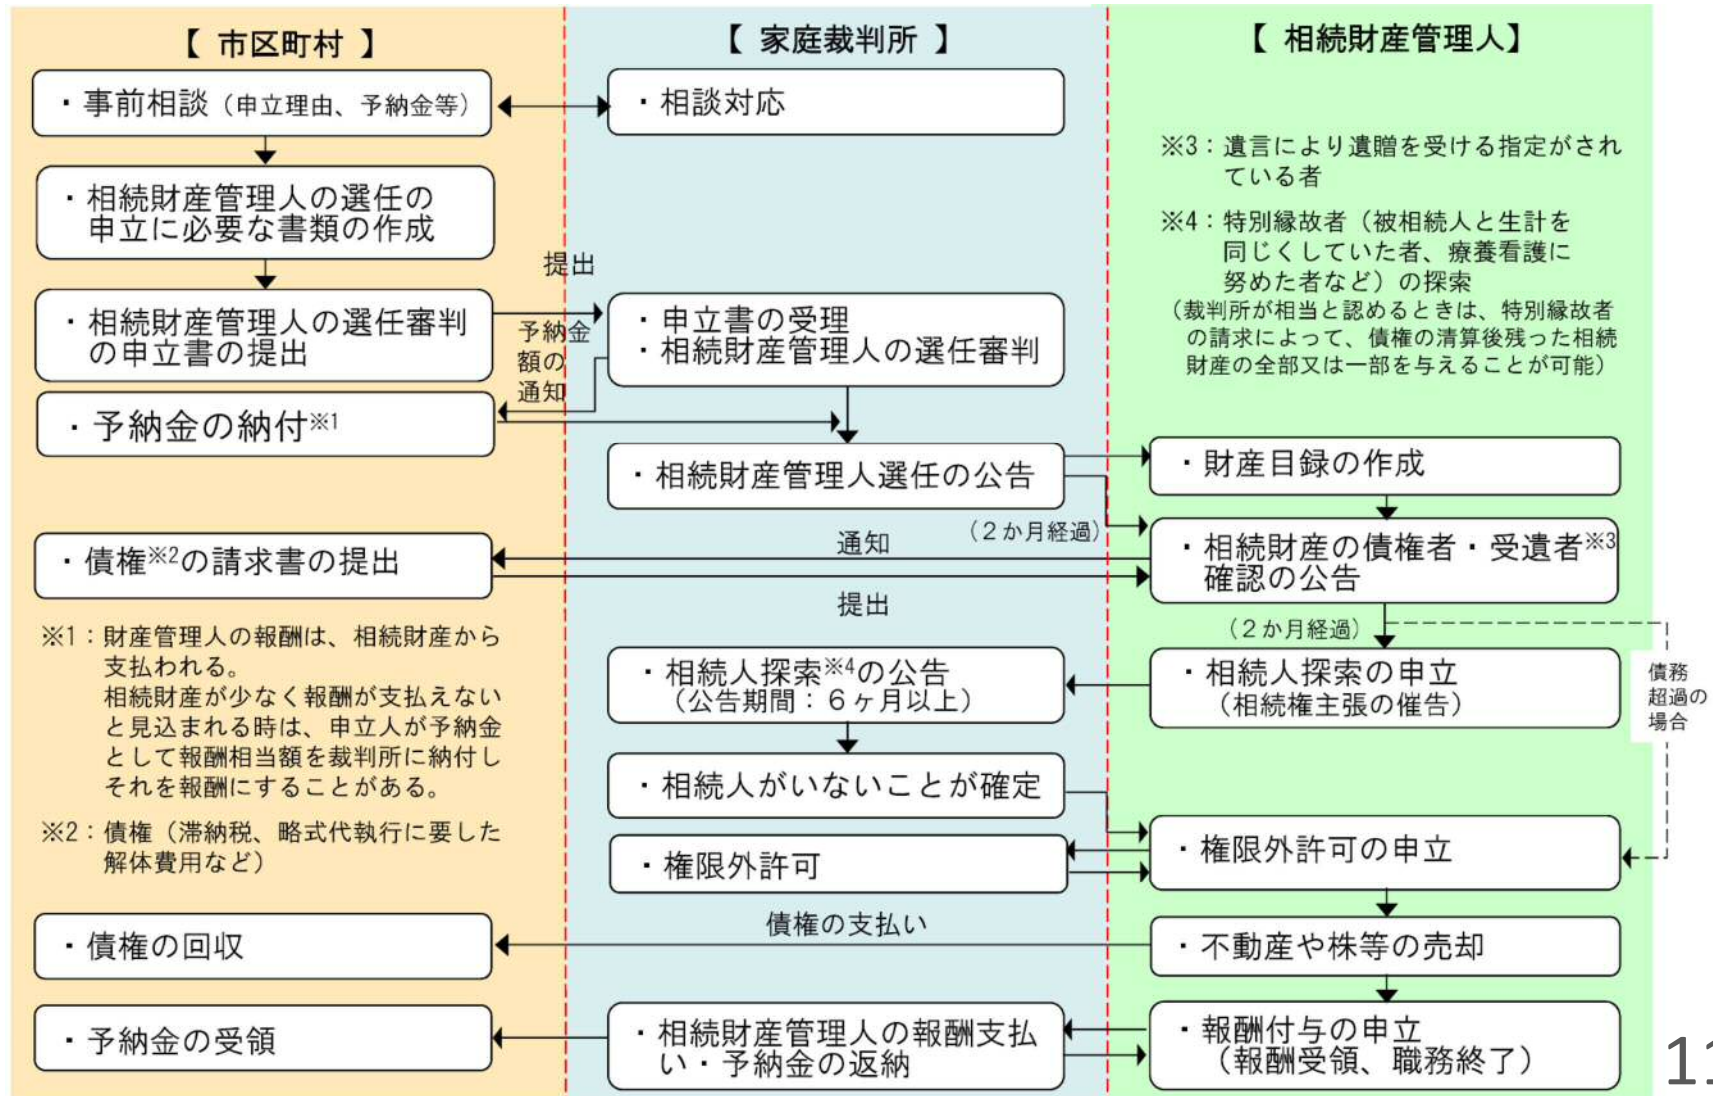 【 市区町村 】
・事前相談（申立理由、予納金等）
・相続財産管理人の選任の
申立に必要な書類の作成
・相続財産管理人の選任審判
の申立書の提出
・予納金の納付※1
・債権※2の請求書の提出
※1：財産管理人の報酬は、相続財産から
支払われる。
相続財産が少なく報酬が支払えない
と見込まれる時は、申立人が予納金
として報酬相当額を裁判所に納付し
それを報酬にすることがある。
※2：債権（滞納税、略式代執行に要した
解体費用など）
・債権の回収
・予納金の受領
提出
予納金
額の
通知
【 家庭裁判所 】
・相談対応
・申立書の受理
・相続財産管理人の選任審判
・相続財産管理人選任の公告
（２か月経過）
通知
提出
・相続人探索※4の公告
（公告期間：６ヶ月以上）
・相続人がいないことが確定
・権限外許可
債権の支払い
・相続財産管理人の報酬支払
い・予納金の返納
【 相続財産管理人】
※3：遺言により遺贈を受ける指定がされ
ている者
※4：特別縁故者（被相続人と生計を
同じくしていた者、療養看護に
努めた者など）の探索
（裁判所が相当と認めるときは、特別縁故者
の請求によって、債権の清算後残った相続
財産の全部又は一部を与えることが可能）
・財産目録の作成
・相続財産の債権者・受遺者※3
確認の公告
（２か月経過）
・相続人探索の申立
（相続権主張の催告）
債務
超過の
場合
・権限外許可の申立
・不動産や株等の売却
・報酬付与の申立
（報酬受領、職務終了）
11